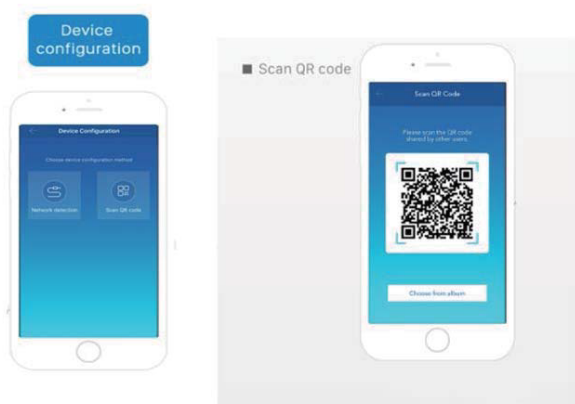 Device
configuration
Device Configuration
Choose device configuration method
Network detection
Scan QR code
■ Scan QR code
Scan QR Code
Please scan the QR code
shared by other users.
Choose from album